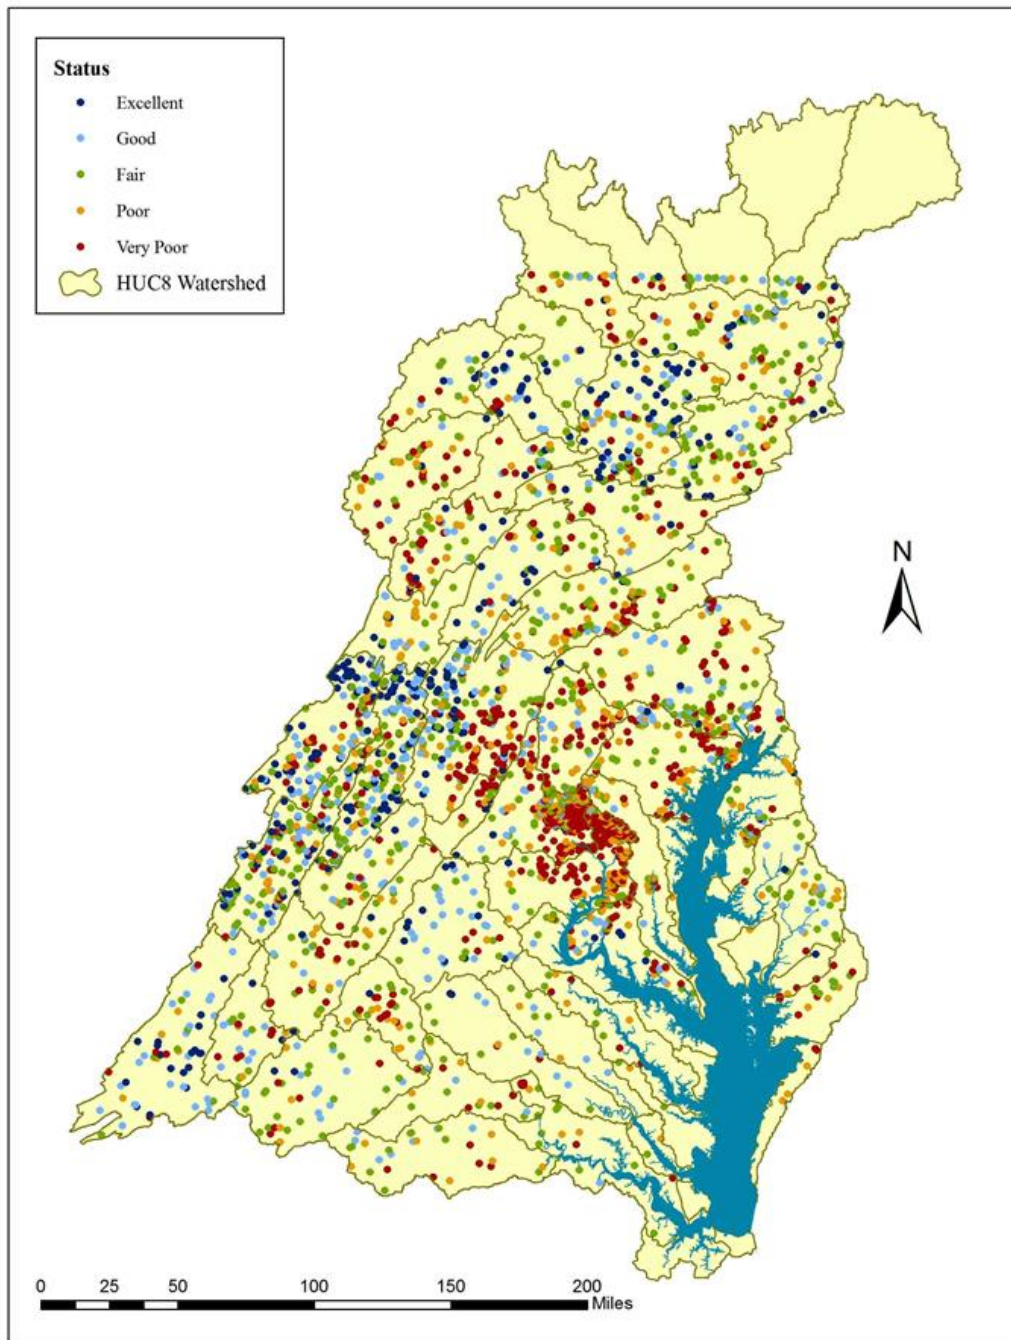 Status
Excellent
Good
Fair
Poor
Very Poor
HUC8 Watershed
N
0 25 50 100 150 200
Miles